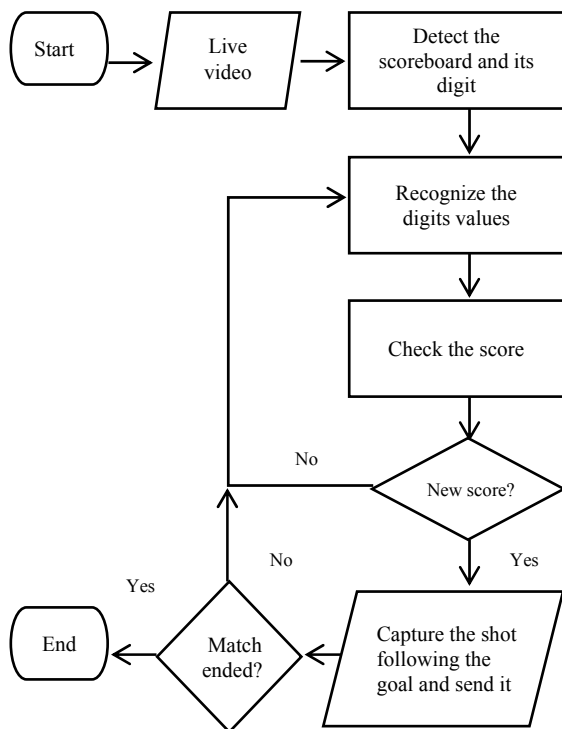 Start
Live
video
Detect the
scoreboard and its
digit
Recognize the
digits values
Check the score
No
New score?
Yes
No
Yes
Capture the shot
following the
goal and send it
Match
ended?
End